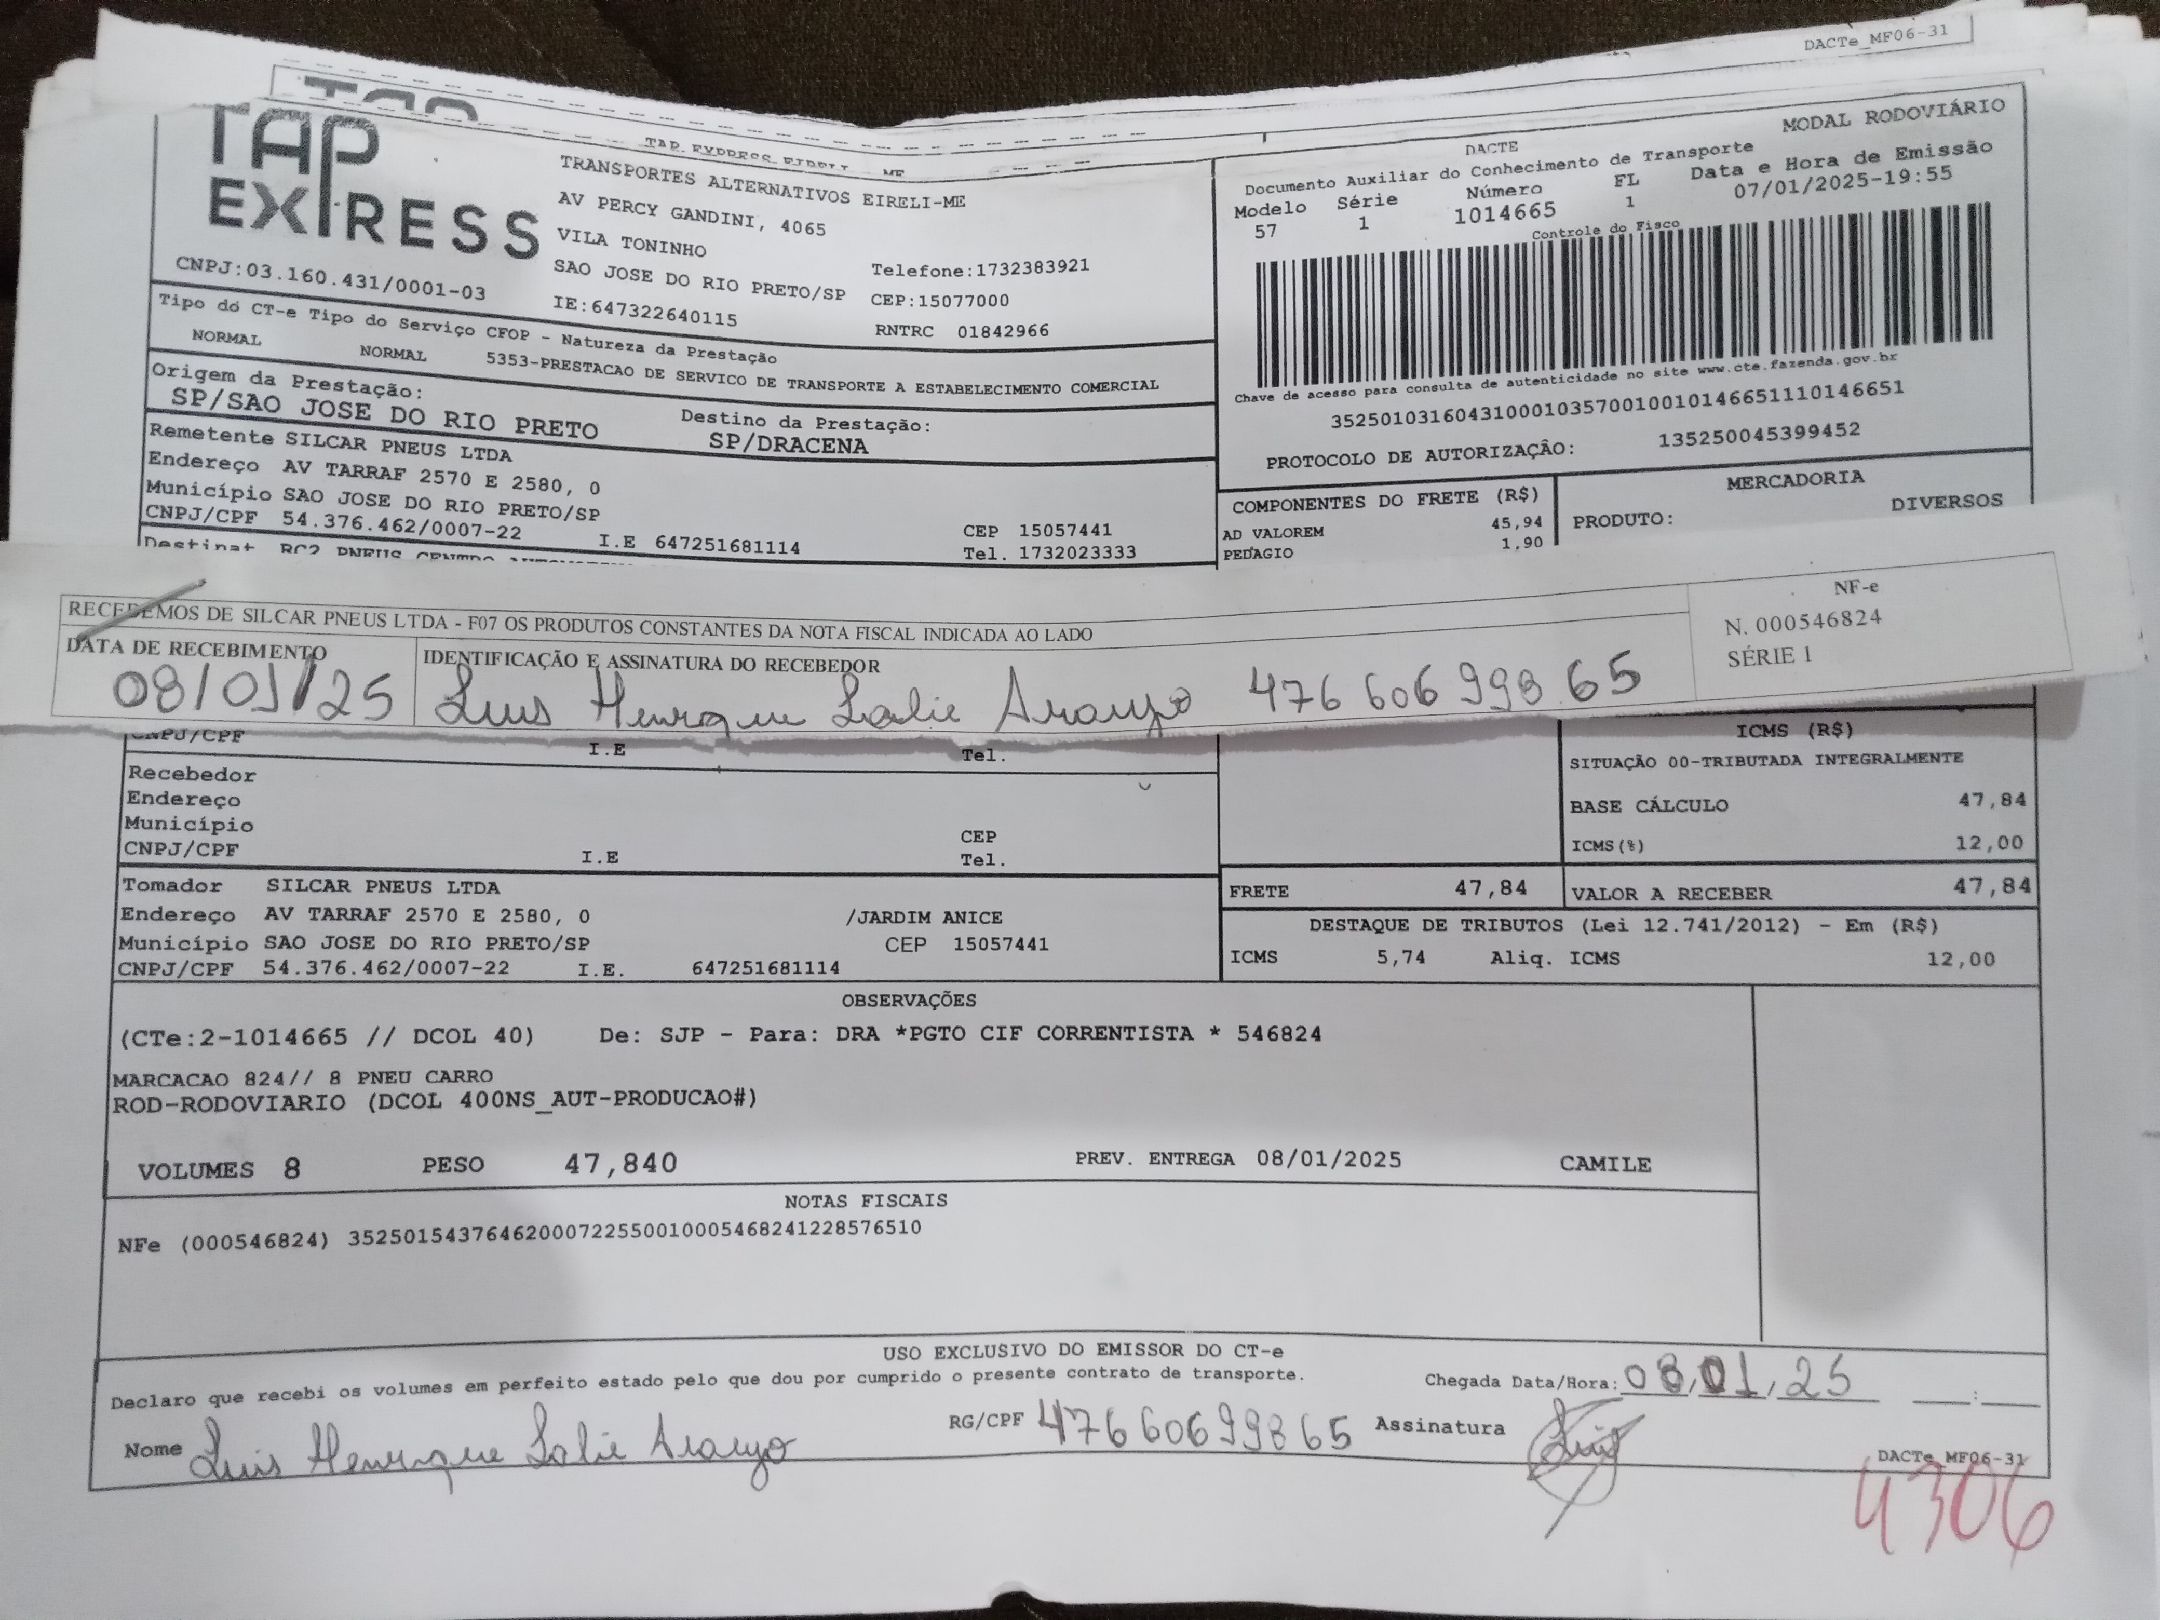 DACTe_MF06-31
TAP EXPRESS
TAP EXPRESS EIRELI ME
TRANSPORTES ALTERNATIVOS EIRELI-ME
AV PERCY GANDINI, 4065
VILA TONINHO
SAO JOSE DO RIO PRETO/SP
Telefone:1732383921
CEP:15077000
CNPJ:03.160.431/0001-03
IE:647322640115
RNTRC 01842966
MODAL RODOVIÁRIO
DACTE
Documento Auxiliar do Conhecimento de Transporte
Modelo Série Número FL Data e Hora de Emissão
57 1 1014665 1 07/01/2025-19:55
Controle do Fisco
Chave de acesso para consulta de autenticidade no site www.cte.fazenda.gov.br
35250103160431000103570010010146651110146651
PROTOCOLO DE AUTORIZAÇÃO: 135250045399452
Tipo do CT-e Tipo do Serviço CFOP - Natureza da Prestação
NORMAL NORMAL 5353-PRESTACAO DE SERVICO DE TRANSPORTE A ESTABELECIMENTO COMERCIAL
Origem da Prestação: Destino da Prestação:
SP/SAO JOSE DO RIO PRETO SP/DRACENA
Remetente SILCAR PNEUS LTDA
Endereço AV TARRAF 2570 E 2580, 0
Município SAO JOSE DO RIO PRETO/SP CEP 15057441
CNPJ/CPF 54.376.462/0007-22 I.E 647251681114 Tel. 1732023333
Destinat RC2 PNEUS CENTRO
COMPONENTES DO FRETE (R$)
AD VALOREM 45,94
PEDAGIO 1,90
MERCADORIA
PRODUTO: DIVERSOS
RECEBEMOS DE SILCAR PNEUS LTDA - F07 OS PRODUTOS CONSTANTES DA NOTA FISCAL INDICADA AO LADO
DATA DE RECEBIMENTO IDENTIFICAÇÃO E ASSINATURA DO RECEBEDOR
08/01/25 Luis Henrique Araujo 476 606 998 65
NF-e
N. 000546824
SÉRIE 1
CNPJ/CPF I.E Tel.
Recebedor
Endereço
Município CEP
CNPJ/CPF I.E Tel.
ICMS (R$)
SITUAÇÃO 00-TRIBUTADA INTEGRALMENTE
BASE CÁLCULO 47,84
ICMS(%) 12,00
Tomador SILCAR PNEUS LTDA
Endereço AV TARRAF 2570 E 2580, 0 /JARDIM ANICE
Município SAO JOSE DO RIO PRETO/SP CEP 15057441
CNPJ/CPF 54.376.462/0007-22 I.E. 647251681114
FRETE 47,84 VALOR A RECEBER 47,84
DESTAQUE DE TRIBUTOS (Lei 12.741/2012) - Em (R$)
ICMS 5,74 Aliq. ICMS 12,00
OBSERVAÇÕES
(CTe:2-1014665 // DCOL 40) De: SJP - Para: DRA *PGTO CIF CORRENTISTA * 546824
MARCACAO 824// 8 PNEU CARRO
ROD-RODOVIARIO (DCOL 400NS_AUT-PRODUCAO#)
VOLUMES 8 PESO 47,840 PREV. ENTREGA 08/01/2025 CAMILE
NOTAS FISCAIS
NFe (000546824) 35250154376462000722550010005468241228576510
USO EXCLUSIVO DO EMISSOR DO CT-e
Declaro que recebi os volumes em perfeito estado pelo que dou por cumprido o presente contrato de transporte.
Chegada Data/Hora: 08/01/25 __:__
Nome Luis Henrique Araujo RG/CPF 476 606 998 65 Assinatura Luis
DACTe_MF06-31
4306